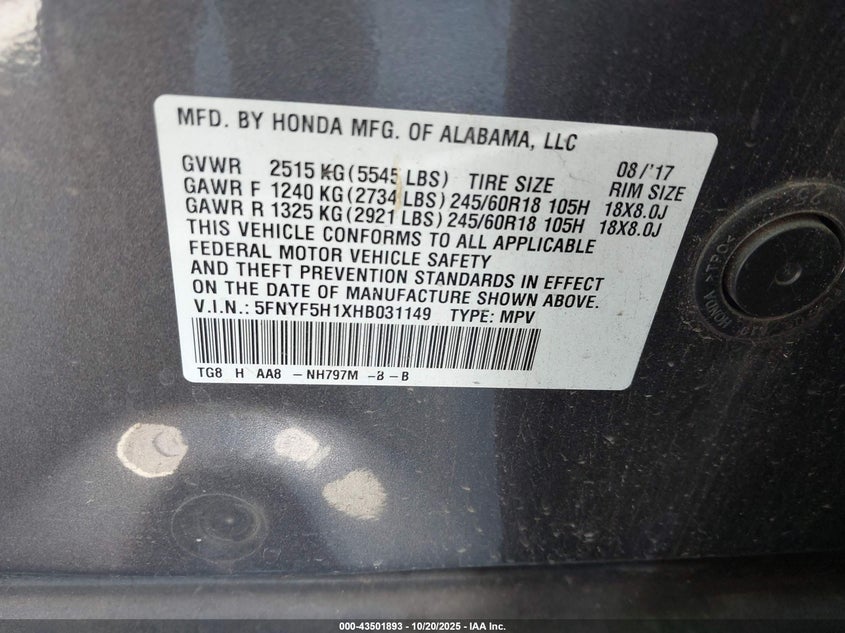 MFD. BY HONDA MFG. OF ALABAMA, LLC
08/'17
GVWR 2515 KG(5545 LBS) TIRE SIZE RIM SIZE
GAWR F 1240 KG(2734 LBS)245/60R18 105H 18X8.0J
GAWR R 1325 KG(2921 LBS)245/60R18 105H 18X8.0J
THIS VEHICLE CONFORMS TO ALL APPLICABLE
FEDERAL MOTOR VEHICLE SAFETY
AND THEFT PREVENTION STANDARDS IN EFFECT
ON THE DATE OF MANUFACTURE SHOWN ABOVE.
V.I.N.: 5FNYF5H1XHB031149 TYPE: MPV
TG8 H AA8 -NH797M -B -B
HONDA >TPO<
000-43501893 | 10/20/2025 - IAA Inc.